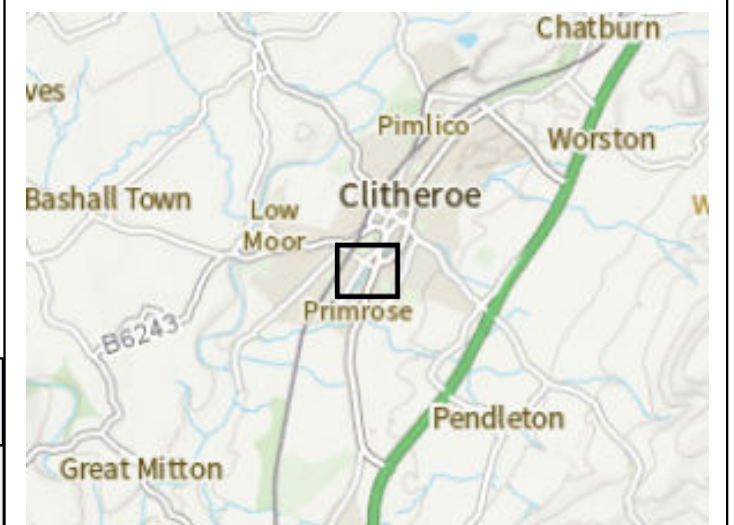 Chatburn
ves
Pimlico
Worston
Clitheroe
Bashall Town
W
Low
Moor
Primrose
B6243
Pendleton
Great Mitton